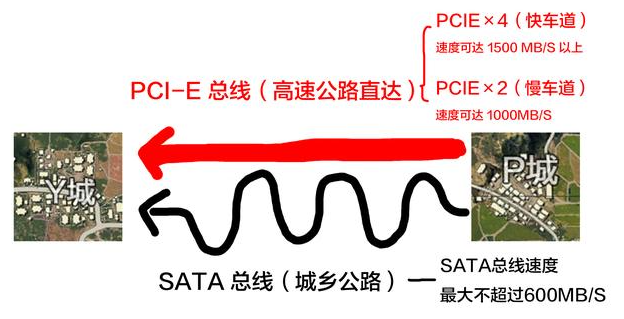 PCIE×4（快车道）
速度可达 1500 MB/S 以上
PCI-E 总线（高速公路直达）
PCIE×2（慢车道）
速度可达 1000MB/S
Y城
P城
SATA 总线（城乡公路）
SATA总线速度
最大不超过600MB/S